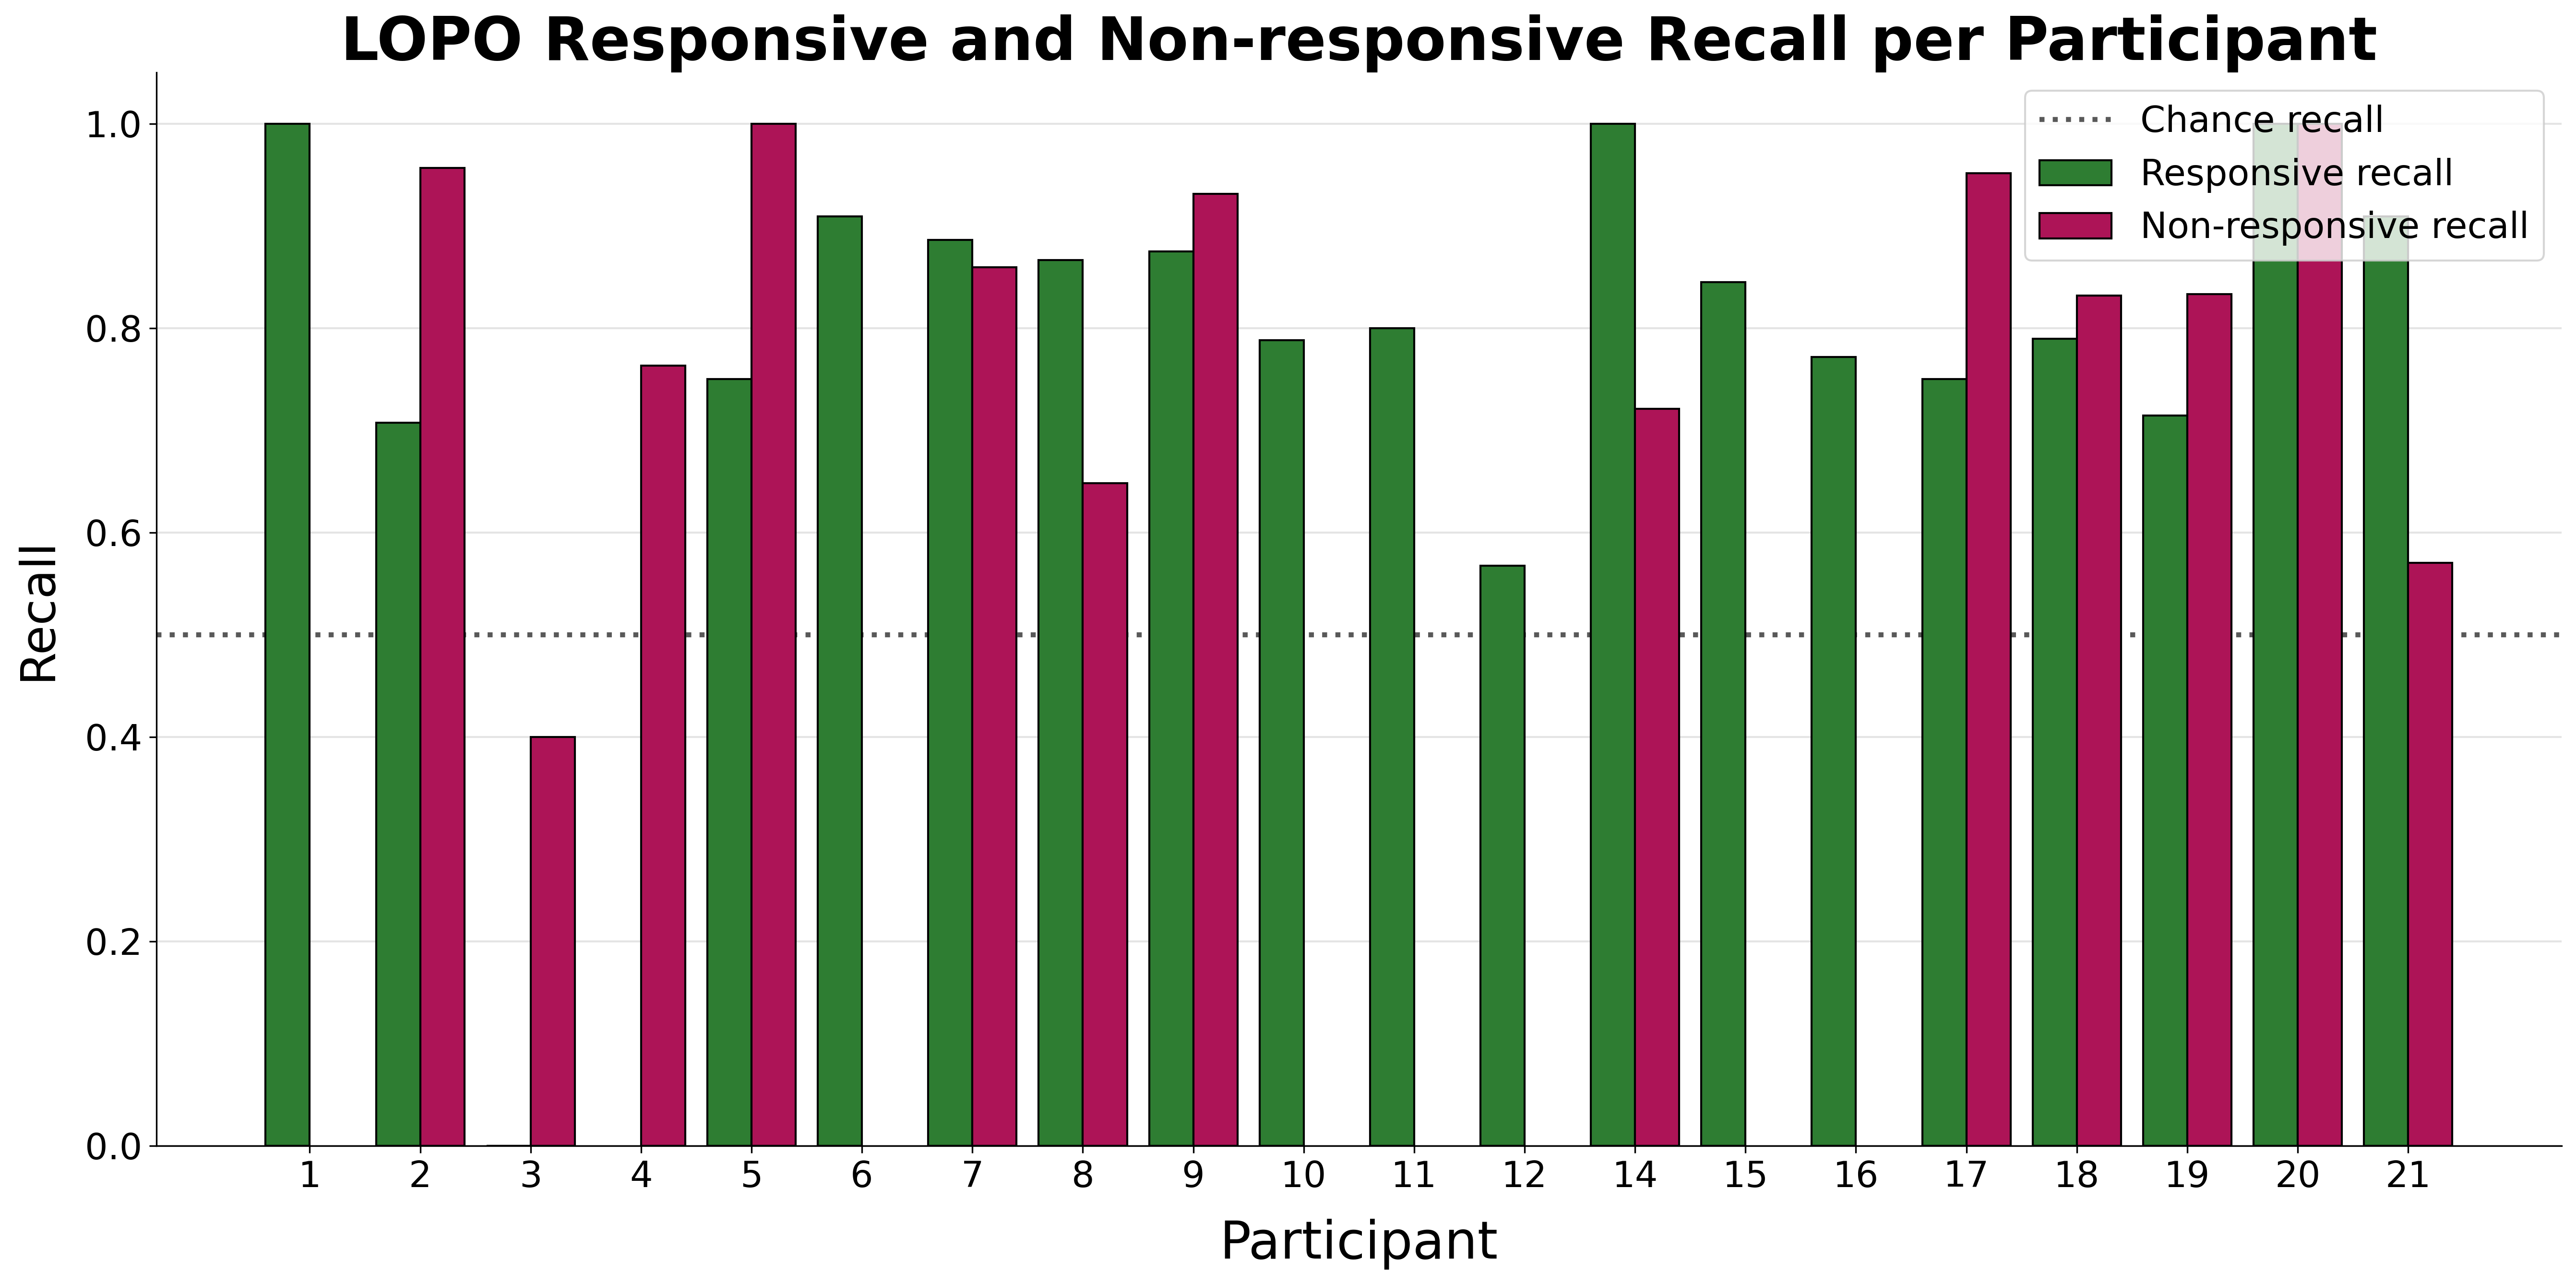 LOPO Responsive and Non-responsive Recall per Participant
Chance recall
Responsive recall
Non-responsive recall
1.0
0.8
0.6
0.4
0.2
0.0
Recall
1 2 3 4 5 6 7 8 9 10 11 12 14 15 16 17 18 19 20 21
Participant